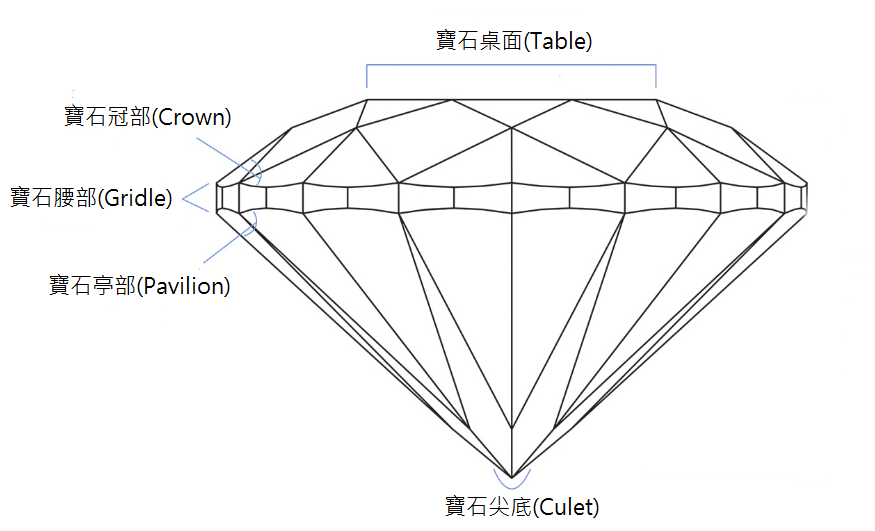 寶石桌面(Table)
寶石冠部(Crown)
寶石腰部(Gridle)
寶石亭部(Pavilion)
寶石尖底(Culet)